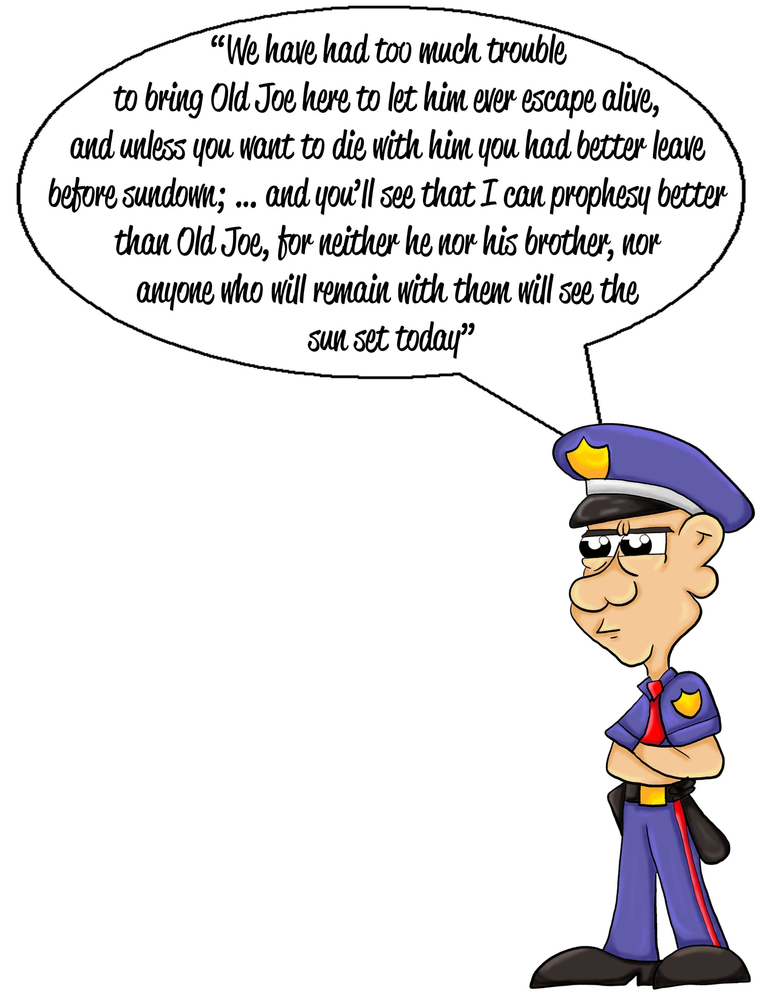 “We have had too much trouble
to bring Old Joe here to let him ever escape alive,
and unless you want to die with him you had better leave
before sundown; ... and you’ll see that I can prophesy better
than Old Joe, for neither he nor his brother, nor
anyone who will remain with them will see the
sun set today”